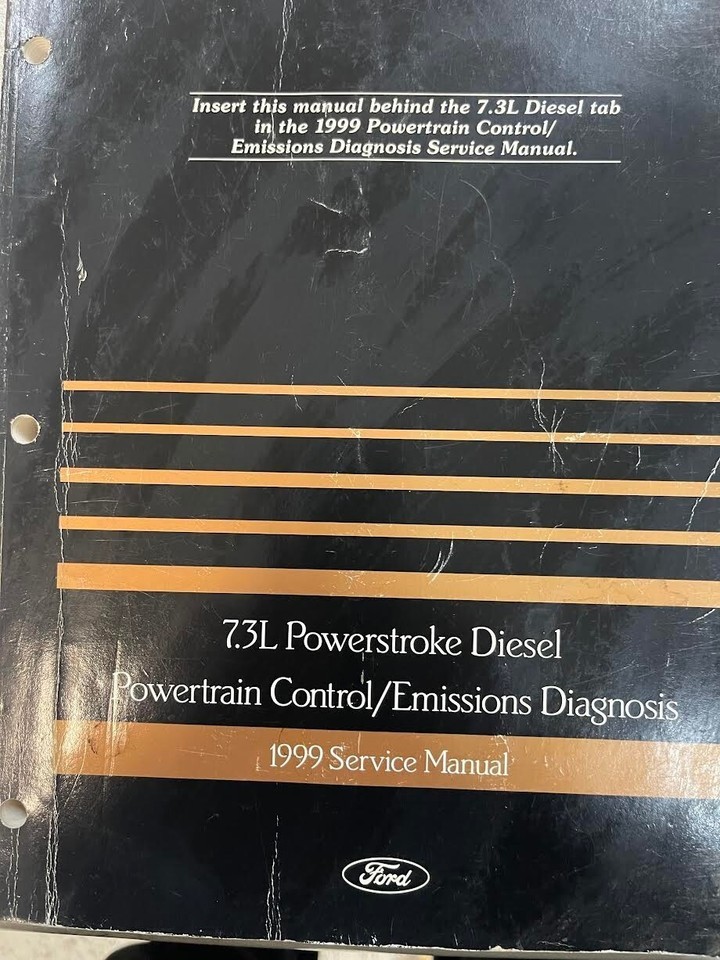 Insert this manual behind the 7.3L Diesel tab
in the 1999 Powertrain Control/
Emissions Diagnosis Service Manual.
7.3L Powerstroke Diesel
Powertrain Control/Emissions Diagnosis
1999 Service Manual
Ford